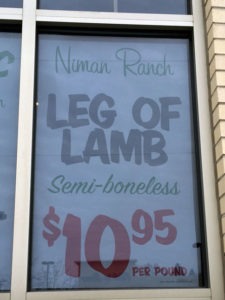 Niman Ranch
LEG OF
LAMB
Semi-boneless
$10.95
PER POUND